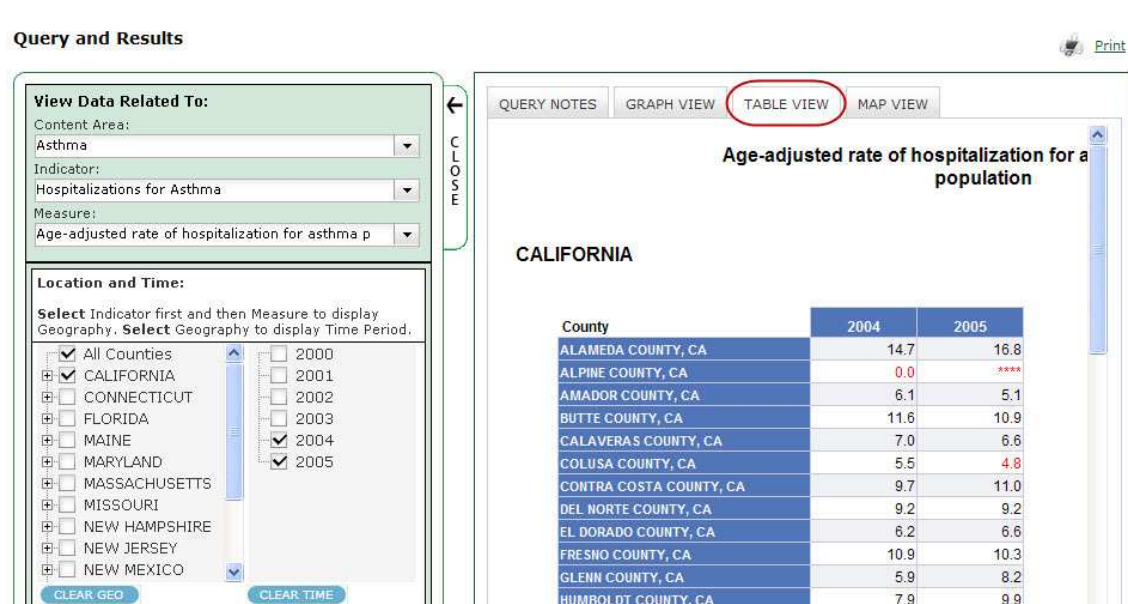 Query and Results
Print
View Data Related To:
Content Area:
Asthma
Indicator:
Hospitalizations for Asthma
Measure:
Age-adjusted rate of hospitalization for asthma p
Location and Time:
Select Indicator first and then Measure to display
Geography. Select Geography to display Time Period.
All Counties
CALIFORNIA
CONNECTICUT
FLORIDA
MAINE
MARYLAND
MASSACHUSETTS
MISSOURI
NEW HAMPSHIRE
NEW JERSEY
NEW MEXICO
2000
2001
2002
2003
2004
2005
CLEAR GEO CLEAR TIME
CLOSE
QUERY NOTES GRAPH VIEW TABLE VIEW MAP VIEW
Age-adjusted rate of hospitalization for a
population
CALIFORNIA
County 2004 2005
ALAMEDA COUNTY, CA 14.7 16.8
ALPINE COUNTY, CA 0.0 ****
AMADOR COUNTY, CA 6.1 5.1
BUTTE COUNTY, CA 11.6 10.9
CALAVERAS COUNTY, CA 7.0 6.6
COLUSA COUNTY, CA 5.5 4.8
CONTRA COSTA COUNTY, CA 9.7 11.0
DEL NORTE COUNTY, CA 9.2 9.2
EL DORADO COUNTY, CA 6.2 6.6
FRESNO COUNTY, CA 10.9 10.3
GLENN COUNTY, CA 5.9 8.2
HUMBOLDT COUNTY, CA 7.9 9.9